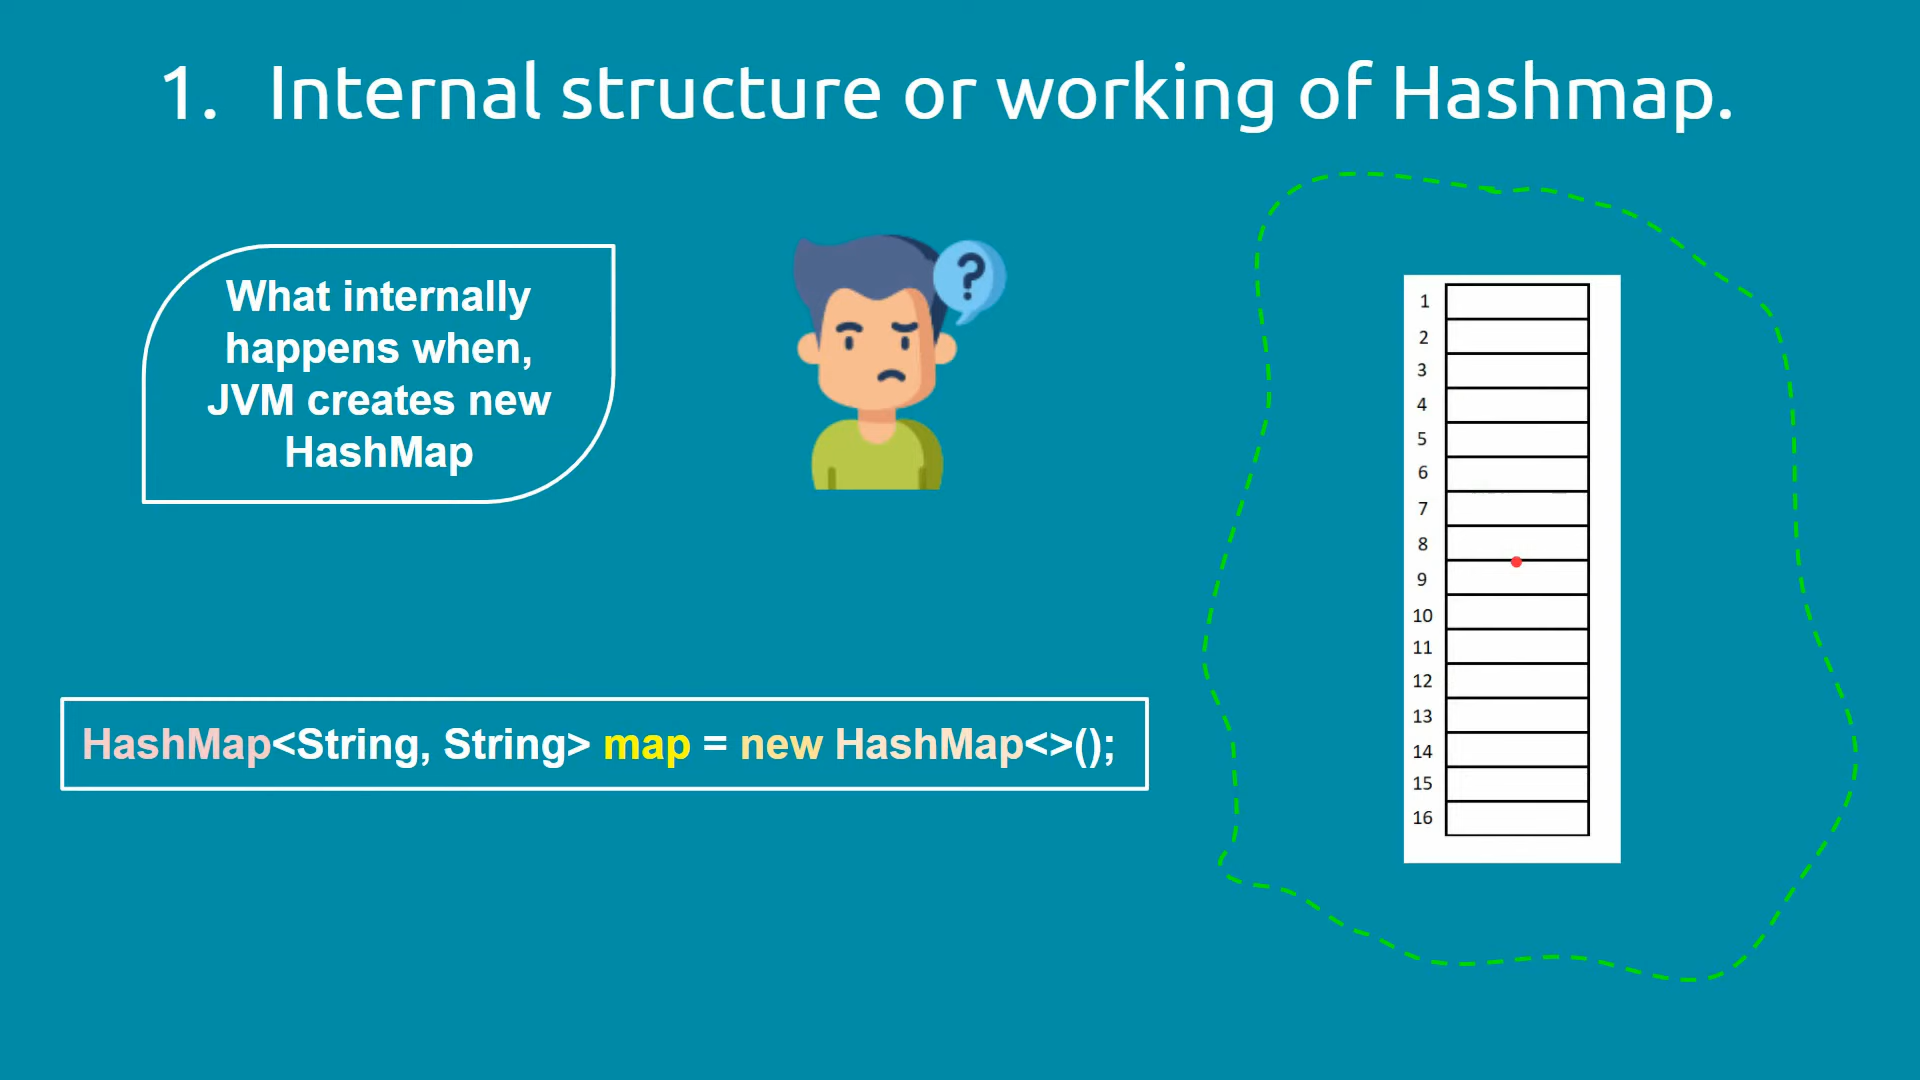 1. Internal structure or working of Hashmap.
What internally
happens when,
JVM creates new
HashMap
?
HashMap<String, String> map = new HashMap<>();
1
2
3
4
5
6
7
8
9
10
11
12
13
14
15
16